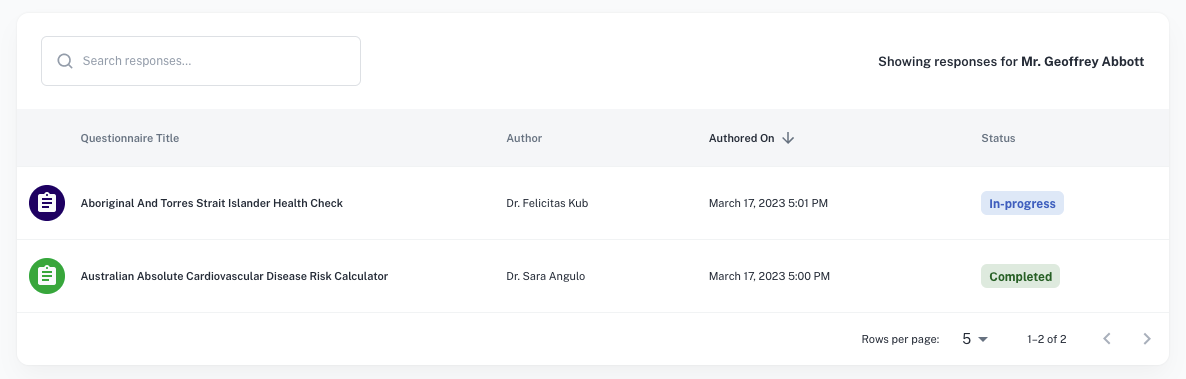 Search responses...
Showing responses for Mr. Geoffrey Abbott
Questionnaire Title Author Authored On Status
Aboriginal And Torres Strait Islander Health Check Dr. Felicitas Kub March 17, 2023 5:01 PM In-progress
Australian Absolute Cardiovascular Disease Risk Calculator Dr. Sara Angulo March 17, 2023 5:00 PM Completed
Rows per page: 5 1–2 of 2